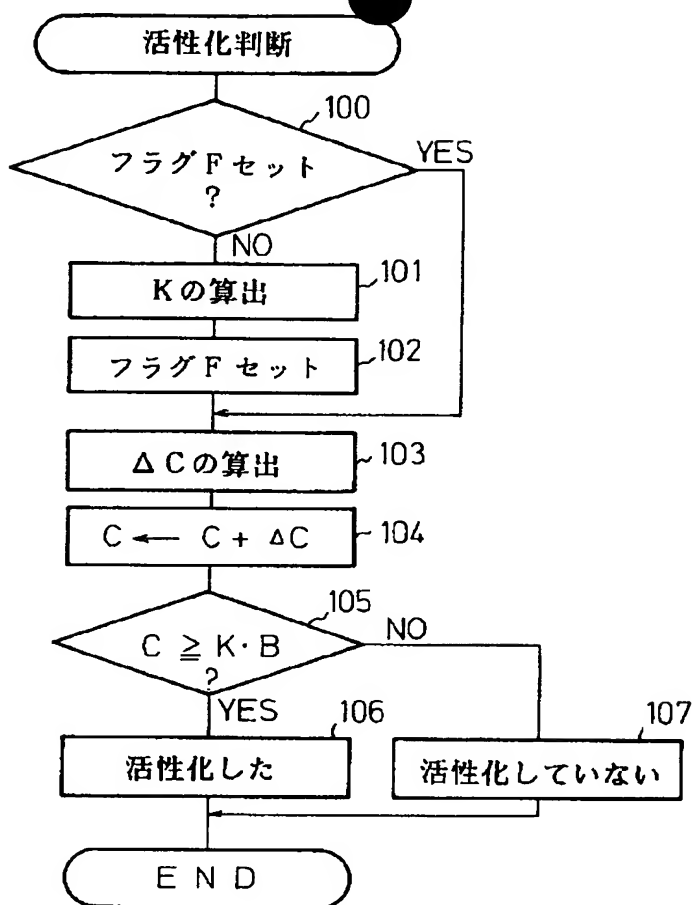 活性化判断
100
フラグFセット
?
YES
NO
Kの算出
101
フラグF セット
102
ΔCの算出
103
C ← C + ΔC
104
105
C ≧ K・B
?
NO
YES
106
活性化した
107
活性化していない
END